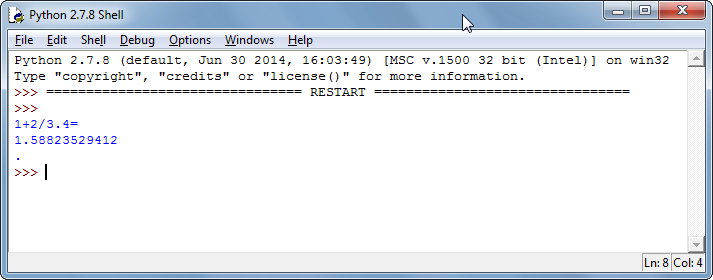 Python 2.7.8 Shell
File Edit Shell Debug Options Windows Help
Python 2.7.8 (default, Jun 30 2014, 16:03:49) [MSC v.1500 32 bit (Intel)] on win32
Type "copyright", "credits" or "license()" for more information.
>>> ================================ RESTART ================================
>>>
1+2/3.4=
1.58823529412
.
>>>
Ln: 8 Col: 4